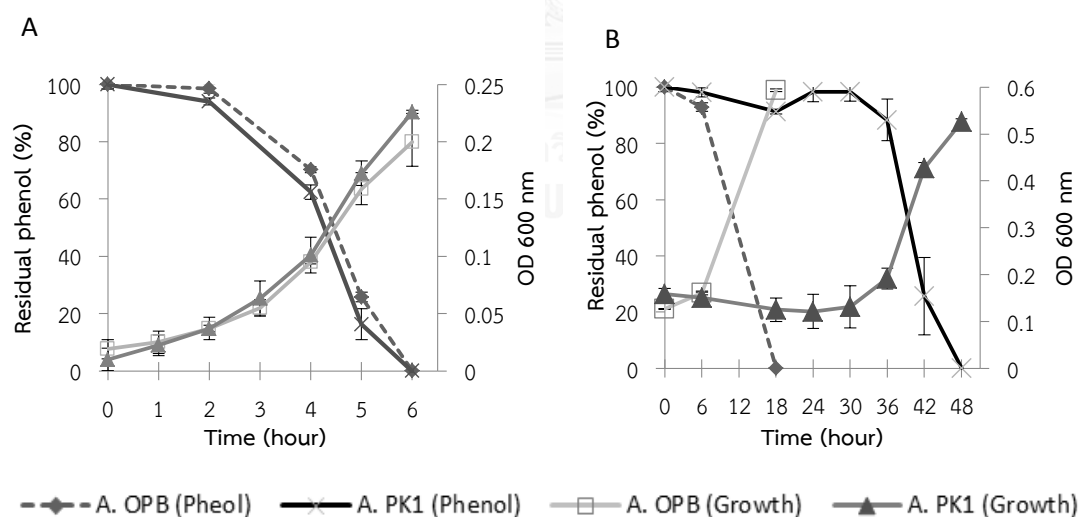 A
B
100 80 60 40 20 0
Residual phenol (%)
0.25 0.2 0.15 0.1 0.05 0
OD 600 nm
0 1 2 3 4 5 6
Time (hour)
100 80 60 40 20 0
Residual phenol (%)
0.6 0.5 0.4 0.3 0.2 0.1 0
OD 600 nm
0 6 12 18 24 30 36 42 48
Time (hour)
A. OPB (Pheol) A. PK1 (Phenol) A. OPB (Growth) A. PK1 (Growth)